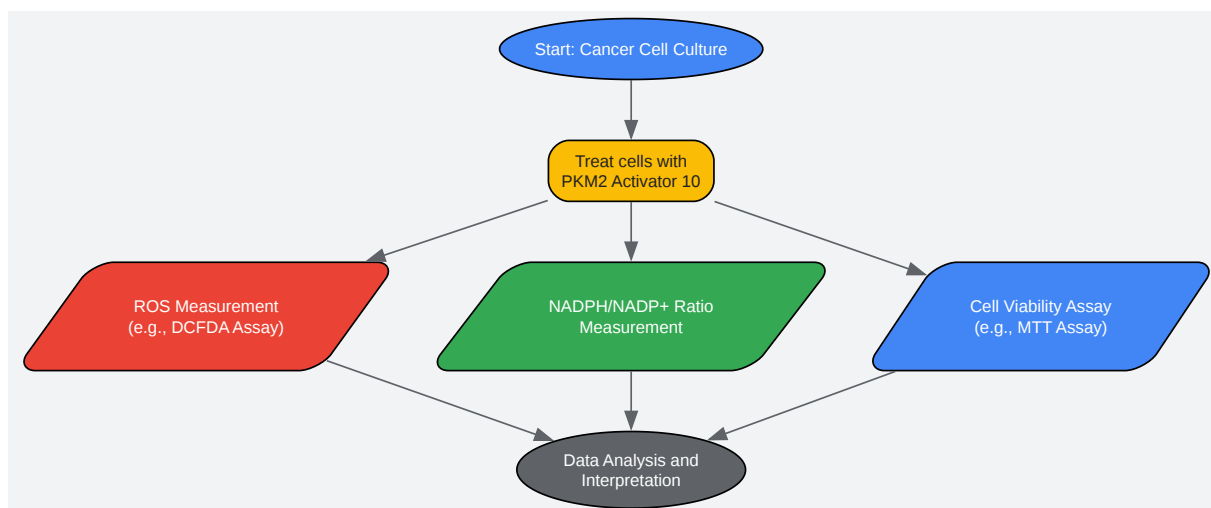 Start: Cancer Cell Culture
Treat cells with
PKM2 Activator 10
ROS Measurement
(e.g., DCFDA Assay)
NADPH/NADP+ Ratio
Measurement
Cell Viability Assay
(e.g., MTT Assay)
Data Analysis and
Interpretation